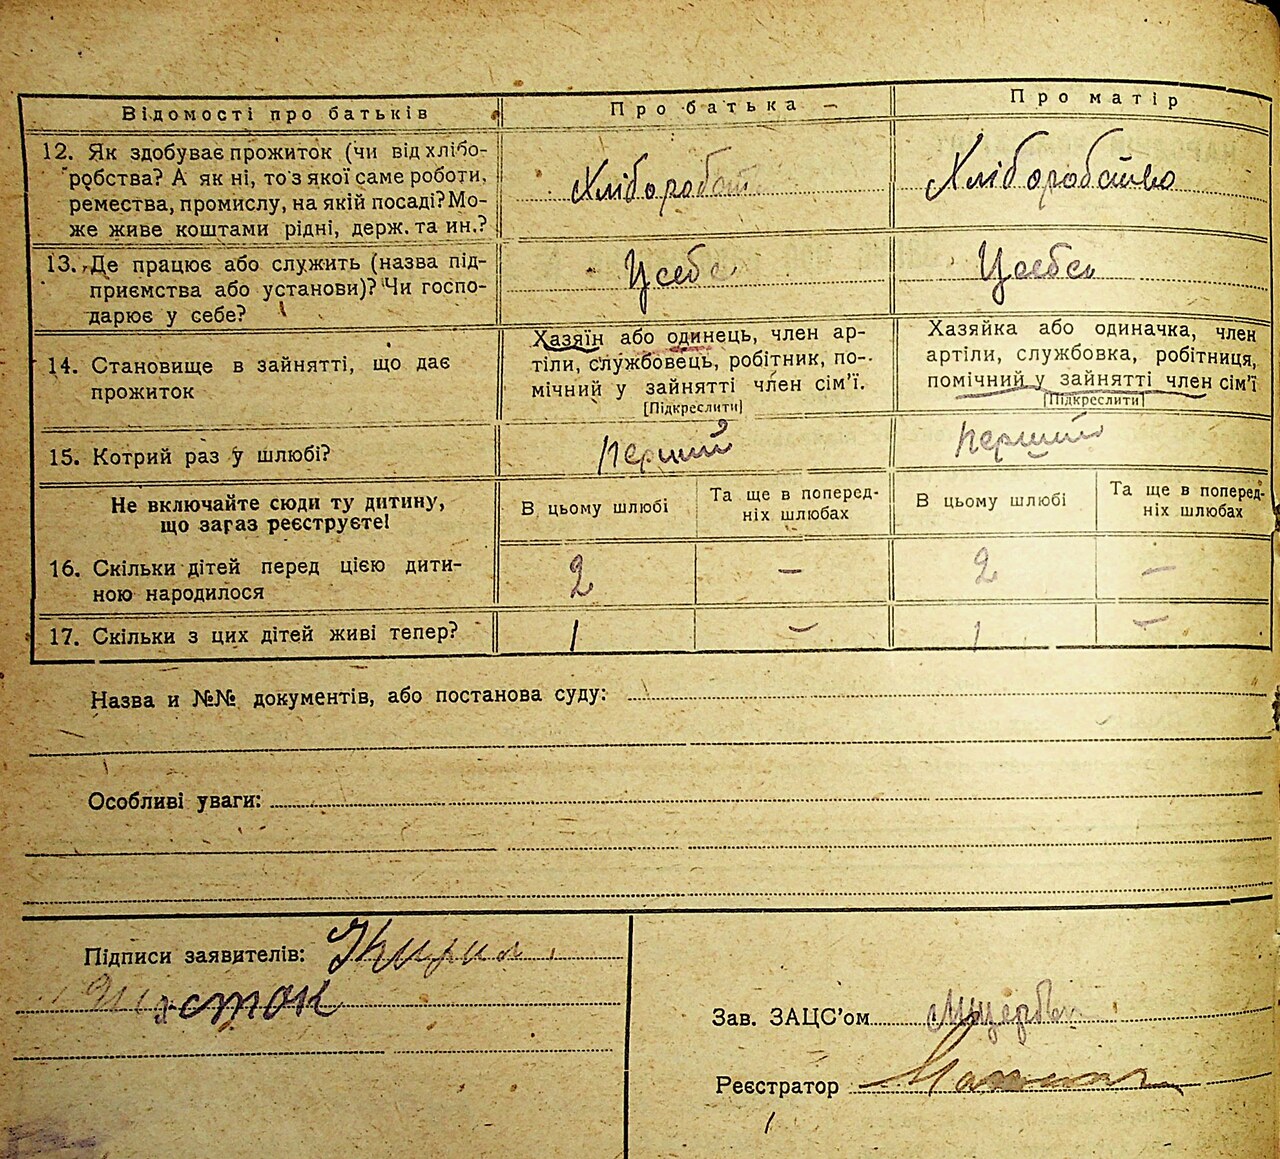 Відомості про батьків
Про батька
Про матір
12. Як здобуває прожиток (чи від хлібо-
робства? А як ні, то з якої саме роботи,
ремества, промислу, на якій посаді? Мо-
же живе коштами рідні, держ. та ин.?
Хліборобст
Хліборобство
13. Де працює або служить (назва під-
приємства або установи)? Чи госпо-
дарює у себе?
У себе
У себе
14. Становище в зайнятті, що дає
прожиток
Хазяїн або одинець, член ар-
тіли, службовець, робітник, по-
мічний у зайнятті член сім'ї.
[Підкреслити]
Хазяйка або одиначка, член
артіли, службовка, робітниця,
помічний у зайнятті член сім'ї
[Підкреслити]
15. Котрий раз у шлюбі?
перший
перший
Не включайте сюди ту дитину,
що зараз реєструєте!
В цьому шлюбі
Та ще в поперед-
ніх шлюбах
В цьому шлюбі
Та ще в поперед-
ніх шлюбах
16. Скільки дітей перед цією дити-
ною народилося
2
—
2
—
17. Скільки з цих дітей живі тепер?
1
—
1
—
Назва и №№ документів, або постанова суду:
Особливі уваги:
Підписи заявителів:
Зав. ЗАЦС'ом
Реєстратор